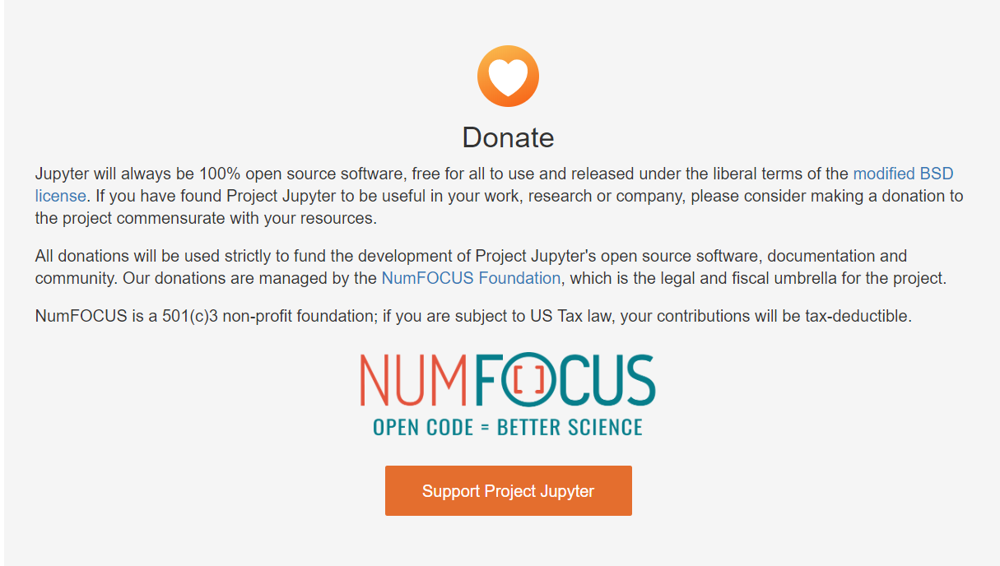 Donate
Jupyter will always be 100% open source software, free for all to use and released under the liberal terms of the modified BSD
license. If you have found Project Jupyter to be useful in your work, research or company, please consider making a donation to
the project commensurate with your resources.
All donations will be used strictly to fund the development of Project Jupyter's open source software, documentation and
community. Our donations are managed by the NumFOCUS Foundation, which is the legal and fiscal umbrella for the project.
NumFOCUS is a 501(c)3 non-profit foundation; if you are subject to US Tax law, your contributions will be tax-deductible.
NUMFOCUS
OPEN CODE = BETTER SCIENCE
Support Project Jupyter